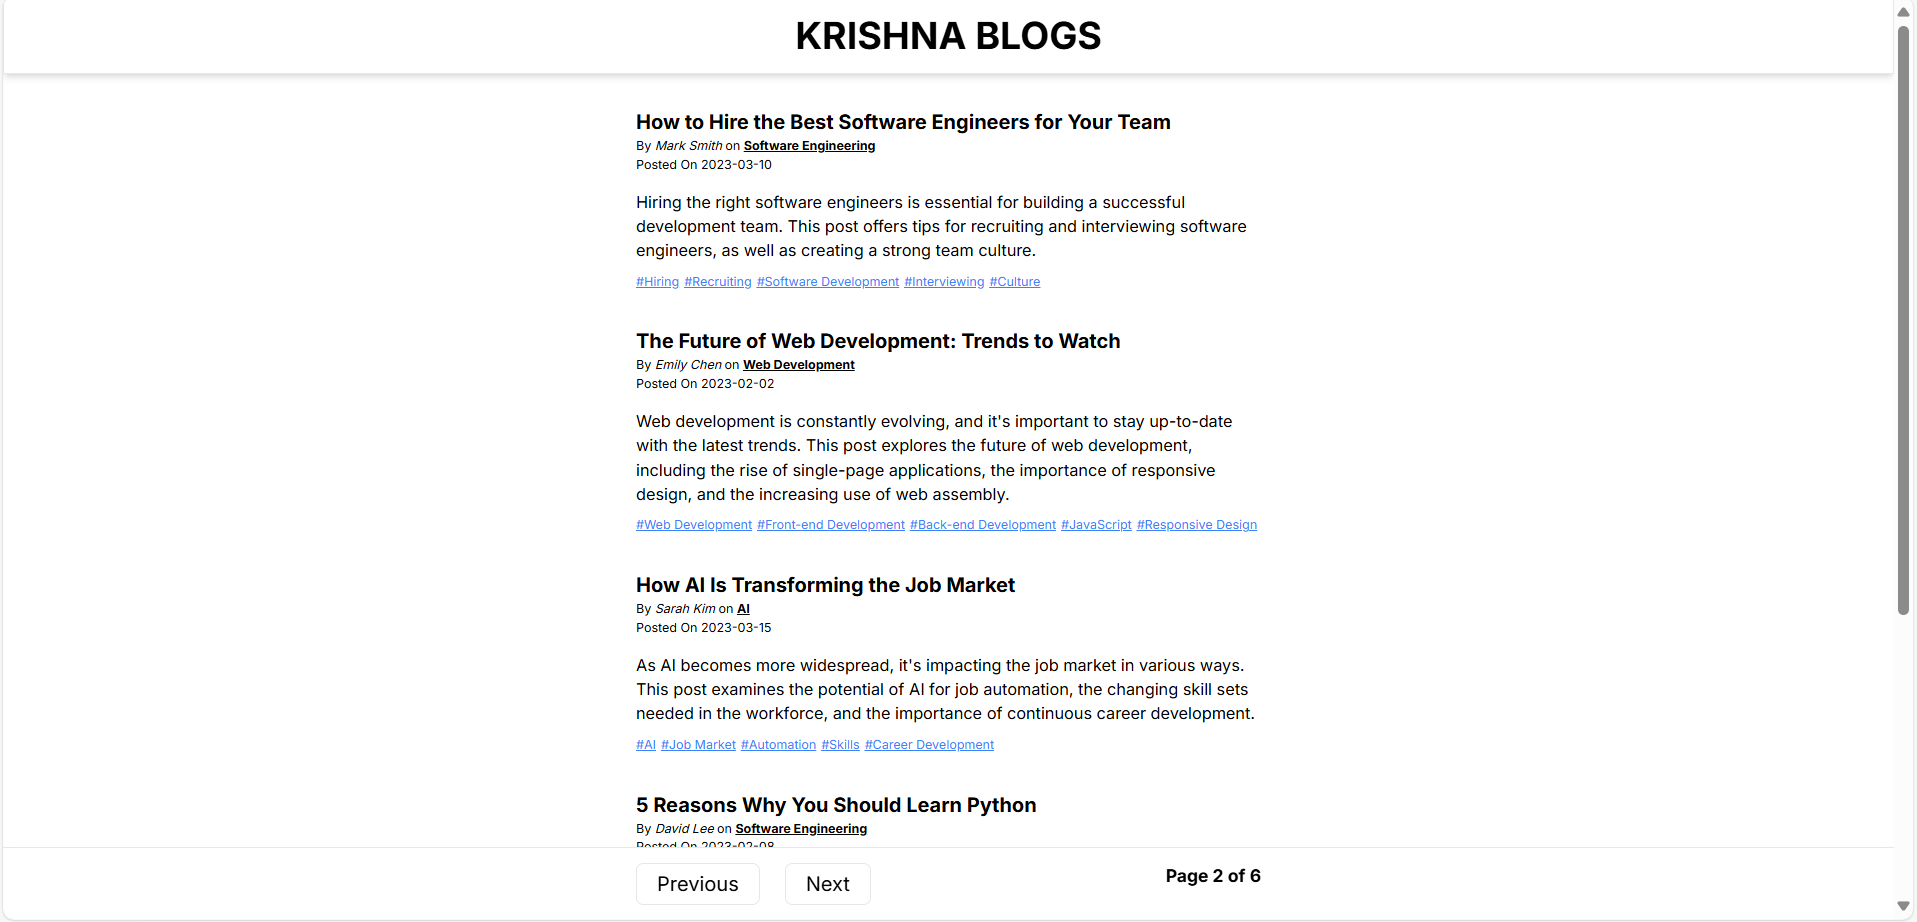 KRISHNA BLOGS
How to Hire the Best Software Engineers for Your Team
By Mark Smith on Software Engineering
Posted On 2023-03-10
Hiring the right software engineers is essential for building a successful
development team. This post offers tips for recruiting and interviewing software
engineers, as well as creating a strong team culture.
#Hiring #Recruiting #Software Development #Interviewing #Culture
The Future of Web Development: Trends to Watch
By Emily Chen on Web Development
Posted On 2023-02-02
Web development is constantly evolving, and it's important to stay up-to-date
with the latest trends. This post explores the future of web development,
including the rise of single-page applications, the importance of responsive
design, and the increasing use of web assembly.
#Web Development #Front-end Development #Back-end Development #JavaScript #Responsive Design
How AI Is Transforming the Job Market
By Sarah Kim on AI
Posted On 2023-03-15
As AI becomes more widespread, it's impacting the job market in various ways.
This post examines the potential of AI for job automation, the changing skill sets
needed in the workforce, and the importance of continuous career development.
#AI #Job Market #Automation #Skills #Career Development
5 Reasons Why You Should Learn Python
By David Lee on Software Engineering
Posted On 2023-02-08
Previous Next Page 2 of 6